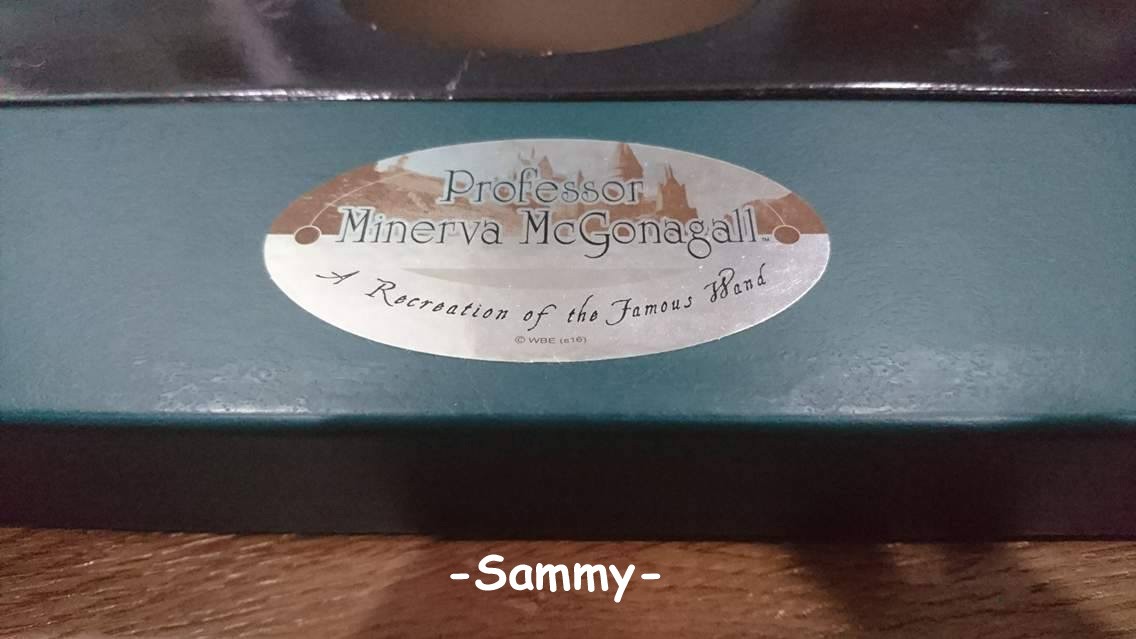 Professor
Minerva McGonagall™
A Recreation of the Famous Wand
© WBE (s16)
-Sammy-